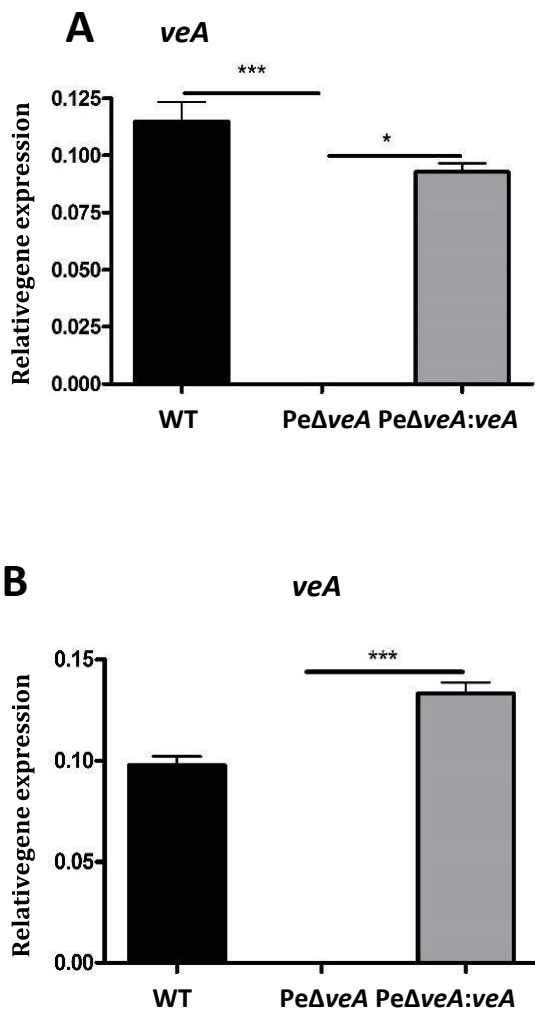 A veA
***
*
0.125
0.100
0.075
0.050
0.025
0.000
Relativegene expression
WT PeΔveA PeΔveA:veA
B veA
***
0.15
0.10
0.05
0.00
Relativegene expression
WT PeΔveA PeΔveA:veA